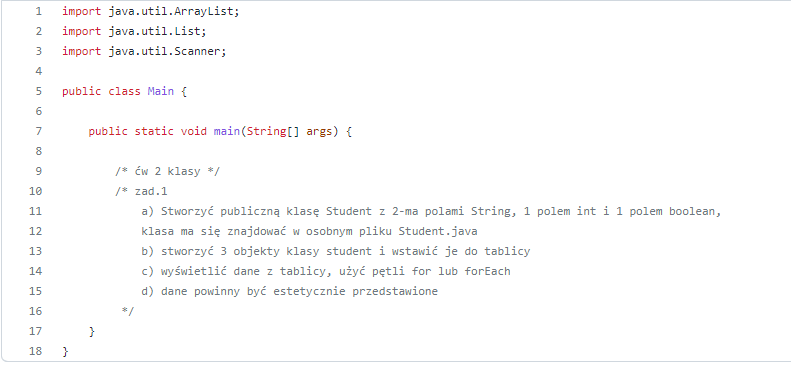 1 import java.util.ArrayList;
2 import java.util.List;
3 import java.util.Scanner;
4
5 public class Main {
6
7 public static void main(String[] args) {
8
9 /* ćw 2 klasy */
10 /* zad.1
11 a) Stworzyć publiczną klasę Student z 2-ma polami String, 1 polem int i 1 polem boolean,
12 klasa ma się znajdować w osobnym pliku Student.java
13 b) stworzyć 3 objekty klasy student i wstawić je do tablicy
14 c) wyświetlić dane z tablicy, użyć pętli for lub forEach
15 d) dane powinny być estetycznie przedstawione
16 */
17 }
18 }